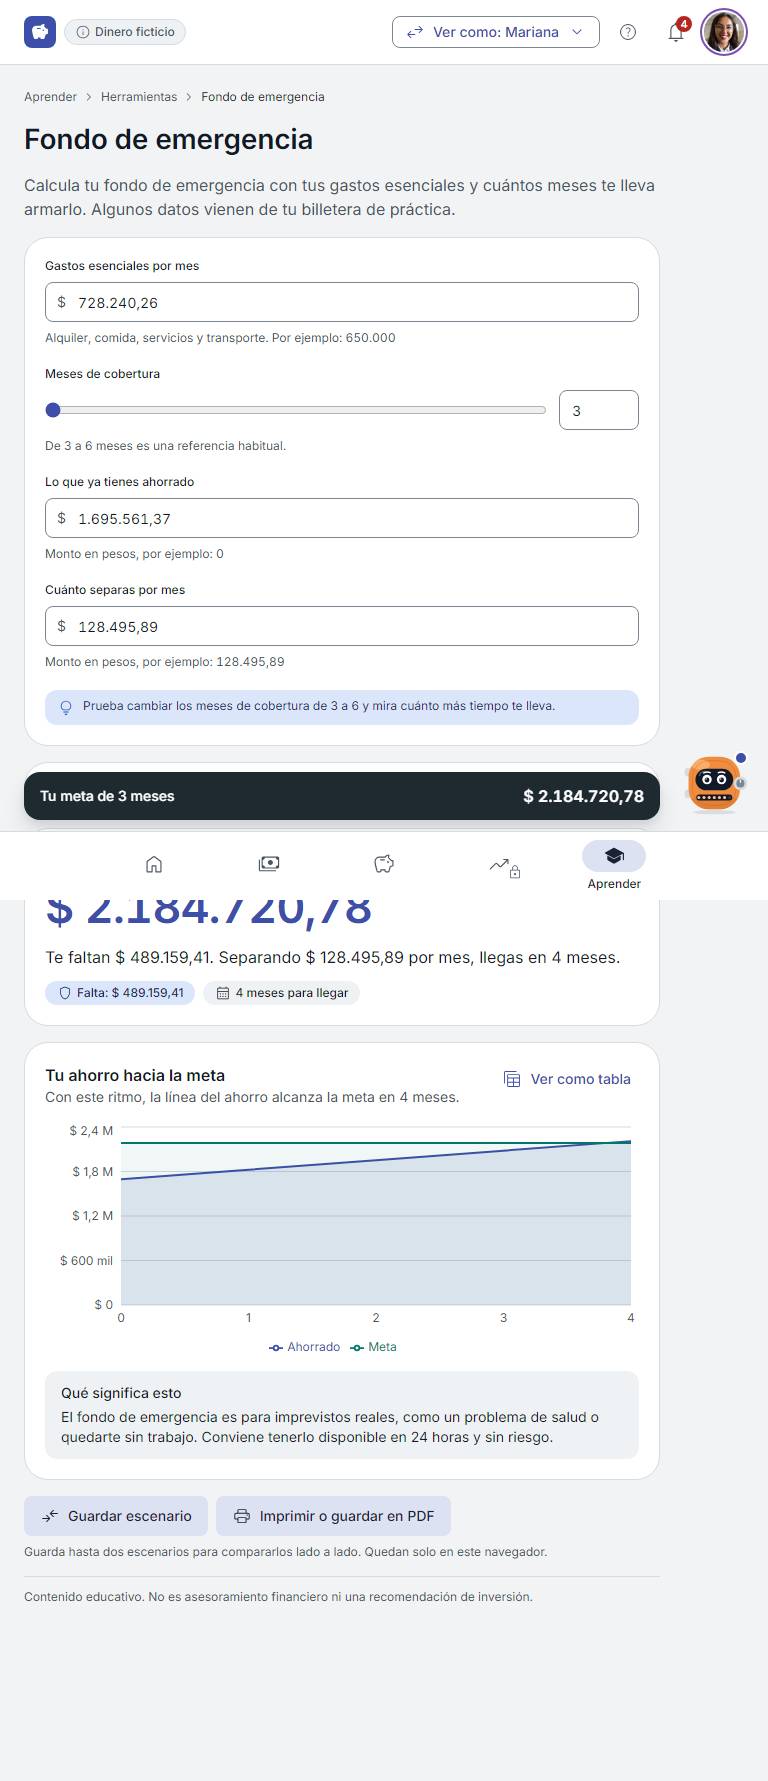 Dinero ficticio
Ver como: Mariana
4
Aprender
Herramientas
Fondo de emergencia
Fondo de emergencia
Calcula tu fondo de emergencia con tus gastos esenciales y cuántos meses te lleva
armarlo. Algunos datos vienen de tu billetera de práctica.
Gastos esenciales por mes
$ 728.240,26
Alquiler, comida, servicios y transporte. Por ejemplo: 650.000
Meses de cobertura
3
De 3 a 6 meses es una referencia habitual.
Lo que ya tienes ahorrado
$ 1.695.561,37
Monto en pesos, por ejemplo: 0
Cuánto separas por mes
$ 128.495,89
Monto en pesos, por ejemplo: 128.495,89
Prueba cambiar los meses de cobertura de 3 a 6 y mira cuánto más tiempo te lleva.
Tu meta de 3 meses
$ 2.184.720,78
Aprender
$ 2.184.720,78
Te faltan $ 489.159,41. Separando $ 128.495,89 por mes, llegas en 4 meses.
Falta: $ 489.159,41
4 meses para llegar
Tu ahorro hacia la meta
Ver como tabla
Con este ritmo, la línea del ahorro alcanza la meta en 4 meses.
$ 2,4 M
$ 1,8 M
$ 1,2 M
$ 600 mil
$ 0
0 1 2 3 4
Ahorrado Meta
Qué significa esto
El fondo de emergencia es para imprevistos reales, como un problema de salud o
quedarte sin trabajo. Conviene tenerlo disponible en 24 horas y sin riesgo.
Guardar escenario
Imprimir o guardar en PDF
Guarda hasta dos escenarios para compararlos lado a lado. Quedan solo en este navegador.
Contenido educativo. No es asesoramiento financiero ni una recomendación de inversión.